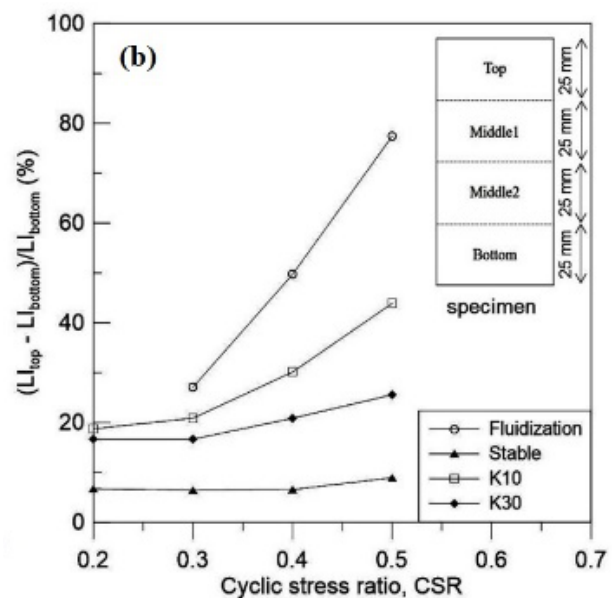 (b)
100
80
60
40
20
0
(LI_top - LI_bottom)/LI_bottom (%)
0.2 0.3 0.4 0.5 0.6 0.7
Cyclic stress ratio, CSR
Top
Middle1
Middle2
Bottom
25 mm
25 mm
25 mm
25 mm
specimen
Fluidization
Stable
K10
K30